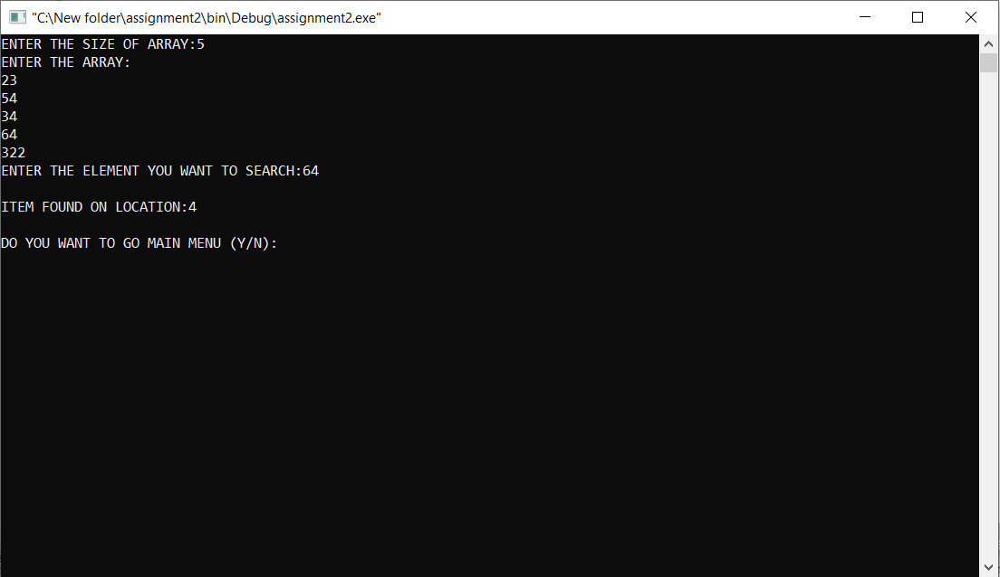 "C:\New folder\assignment2\bin\Debug\assignment2.exe"
ENTER THE SIZE OF ARRAY:5
ENTER THE ARRAY:
23
54
34
64
322
ENTER THE ELEMENT YOU WANT TO SEARCH:64
ITEM FOUND ON LOCATION:4
DO YOU WANT TO GO MAIN MENU (Y/N):